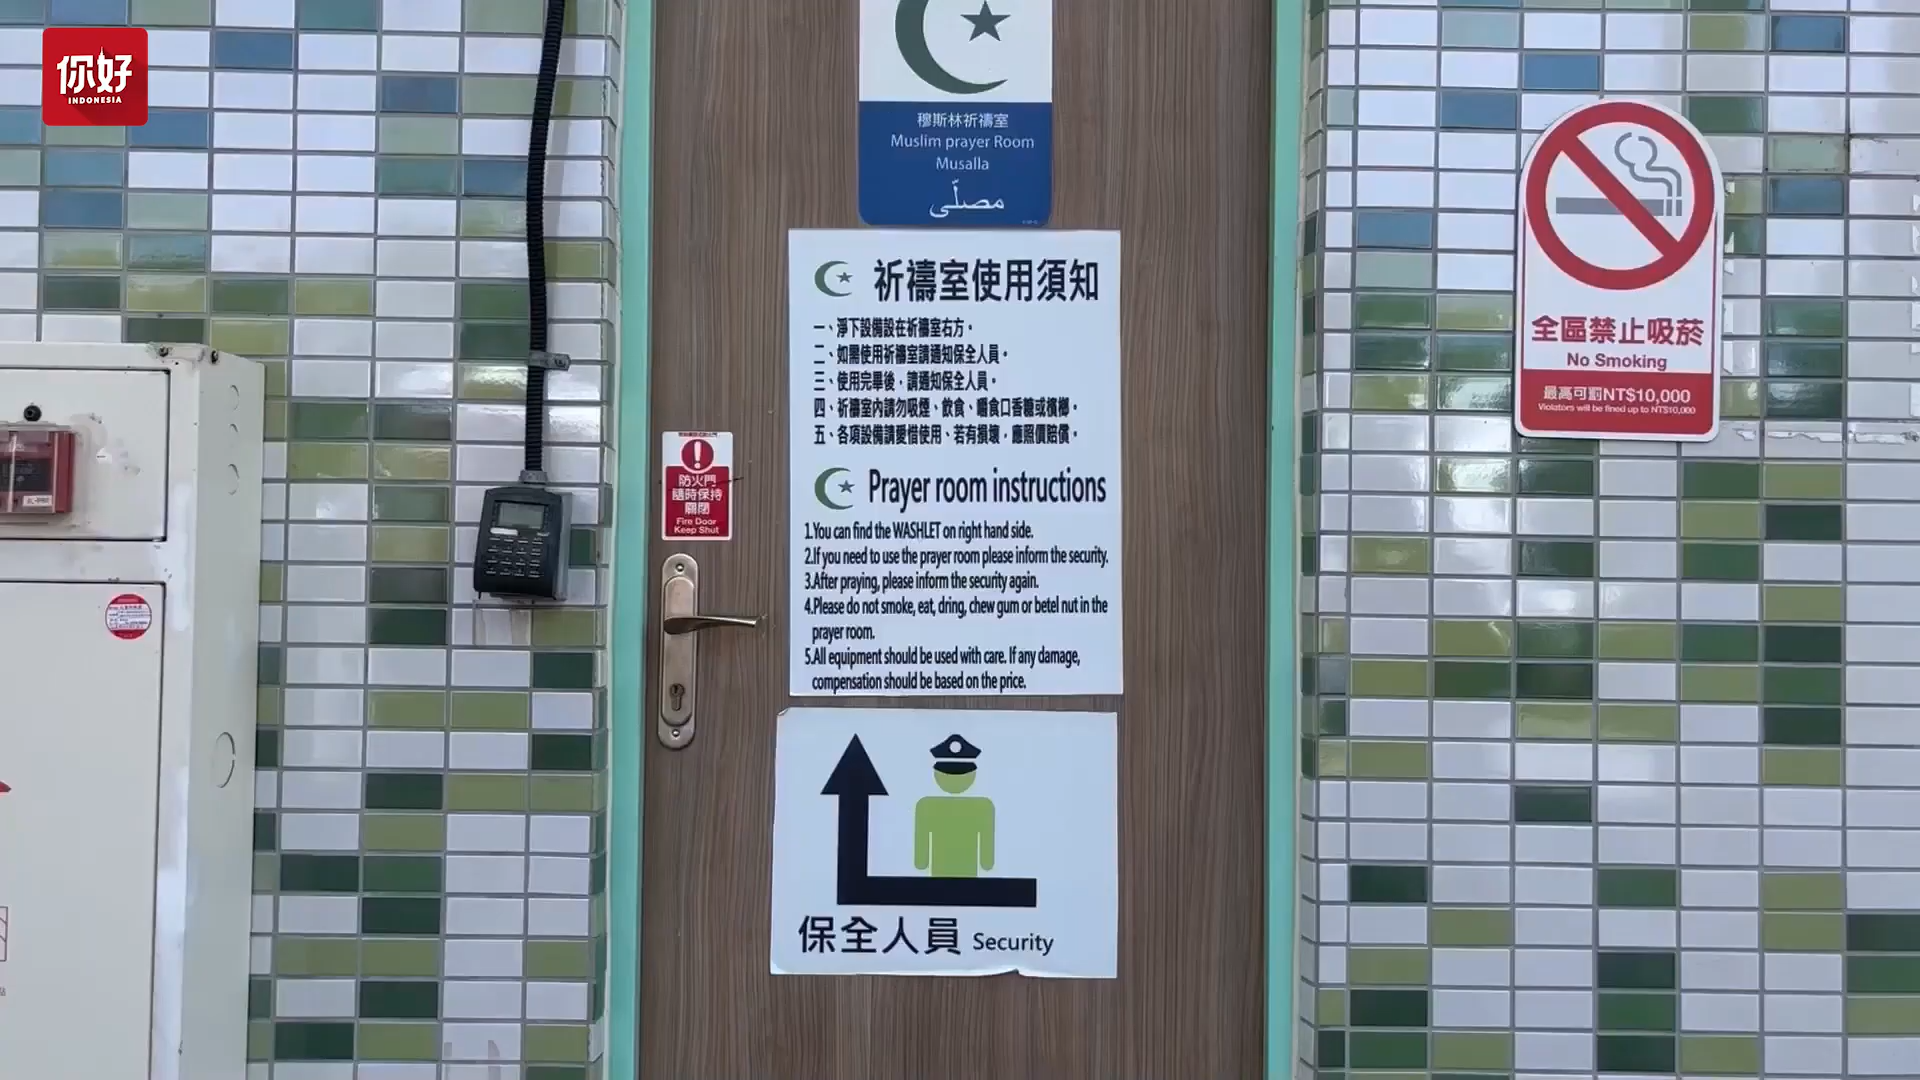 你好
INDONESIA
穆斯林祈禱室
Muslim prayer Room
Musalla
مصلّى
祈禱室使用須知
一、淨下設備設在祈禱室右方。
二、如需使用祈禱室請通知保全人員。
三、使用完畢後，請通知保全人員。
四、祈禱室內請勿吸煙、飲食、嚼食口香糖或檳榔。
五、各項設備請愛惜使用、若有損壞，應照價賠償。
Prayer room instructions
1.You can find the WASHLET on right hand side.
2.If you need to use the prayer room please inform the security.
3.After praying, please inform the security again.
4.Please do not smoke, eat, dring, chew gum or betel nut in the
prayer room.
5.All equipment should be used with care. If any damage,
compensation should be based on the price.
保全人員 Security
防火門
隨時保持
關閉
Fire Door
Keep Shut
全區禁止吸菸
No Smoking
最高可罰NT$10,000
Violators will be fined up to NT$10,000